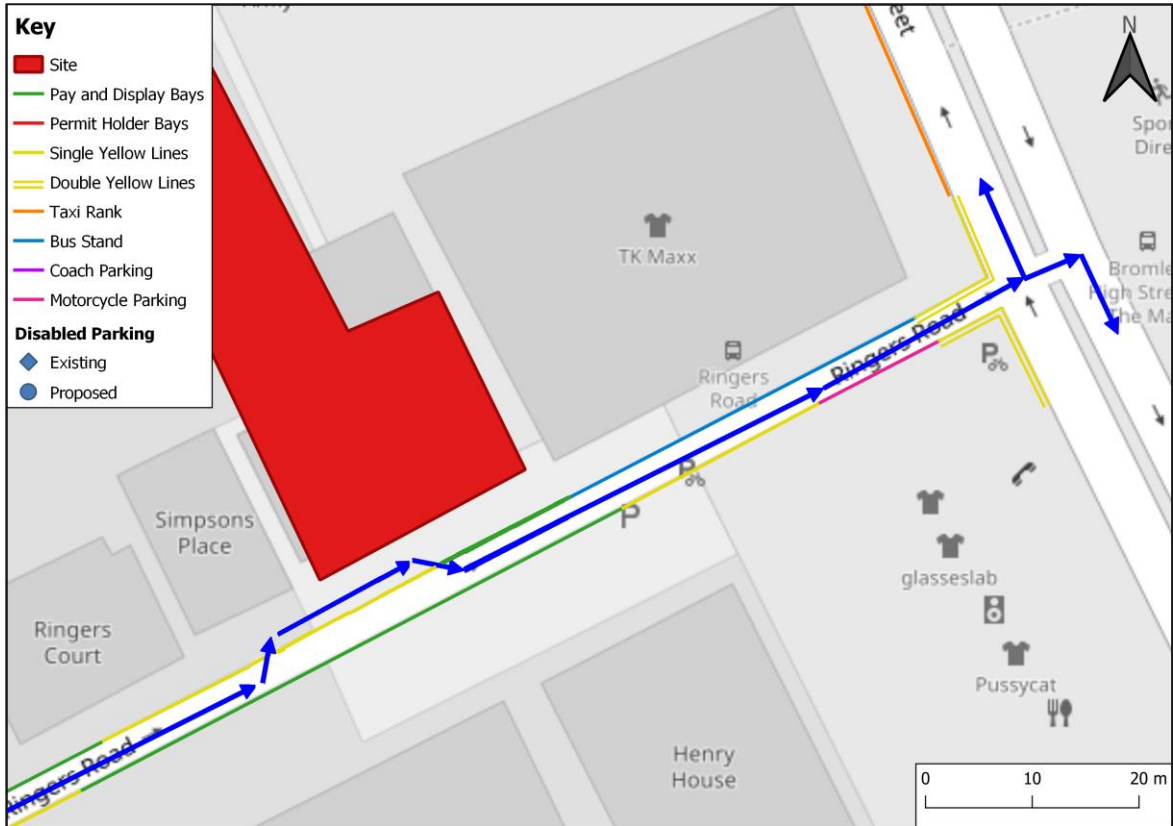 Key
Site
Pay and Display Bays
Permit Holder Bays
Single Yellow Lines
Double Yellow Lines
Taxi Rank
Bus Stand
Coach Parking
Motorcycle Parking
Disabled Parking
Existing
Proposed
N
TK Maxx
Ringers
Road
Ringers Road
P
P
P
Simpsons
Place
Ringers
Court
Ringers Road
glasseslab
Pussycat
Henry
House
0 10 20 m